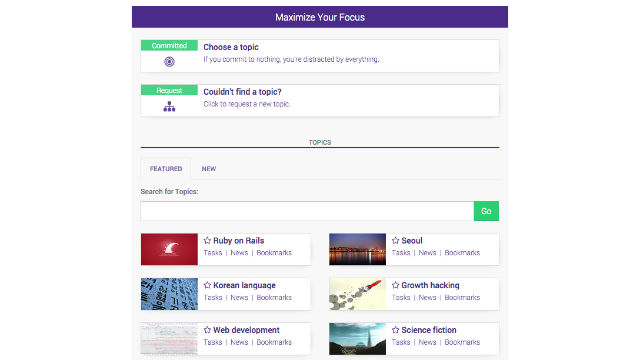 Maximize Your Focus
Committed
Choose a topic
If you commit to nothing, you're distracted by everything.
Request
Couldn't find a topic?
Click to request a new topic.
TOPICS
FEATURED NEW
Search for Topics:
Go
Ruby on Rails
Tasks | News | Bookmarks
Seoul
Tasks | News | Bookmarks
Korean language
Tasks | News | Bookmarks
Growth hacking
Tasks | News | Bookmarks
Web development
Tasks | News | Bookmarks
Science fiction
Tasks | News | Bookmarks